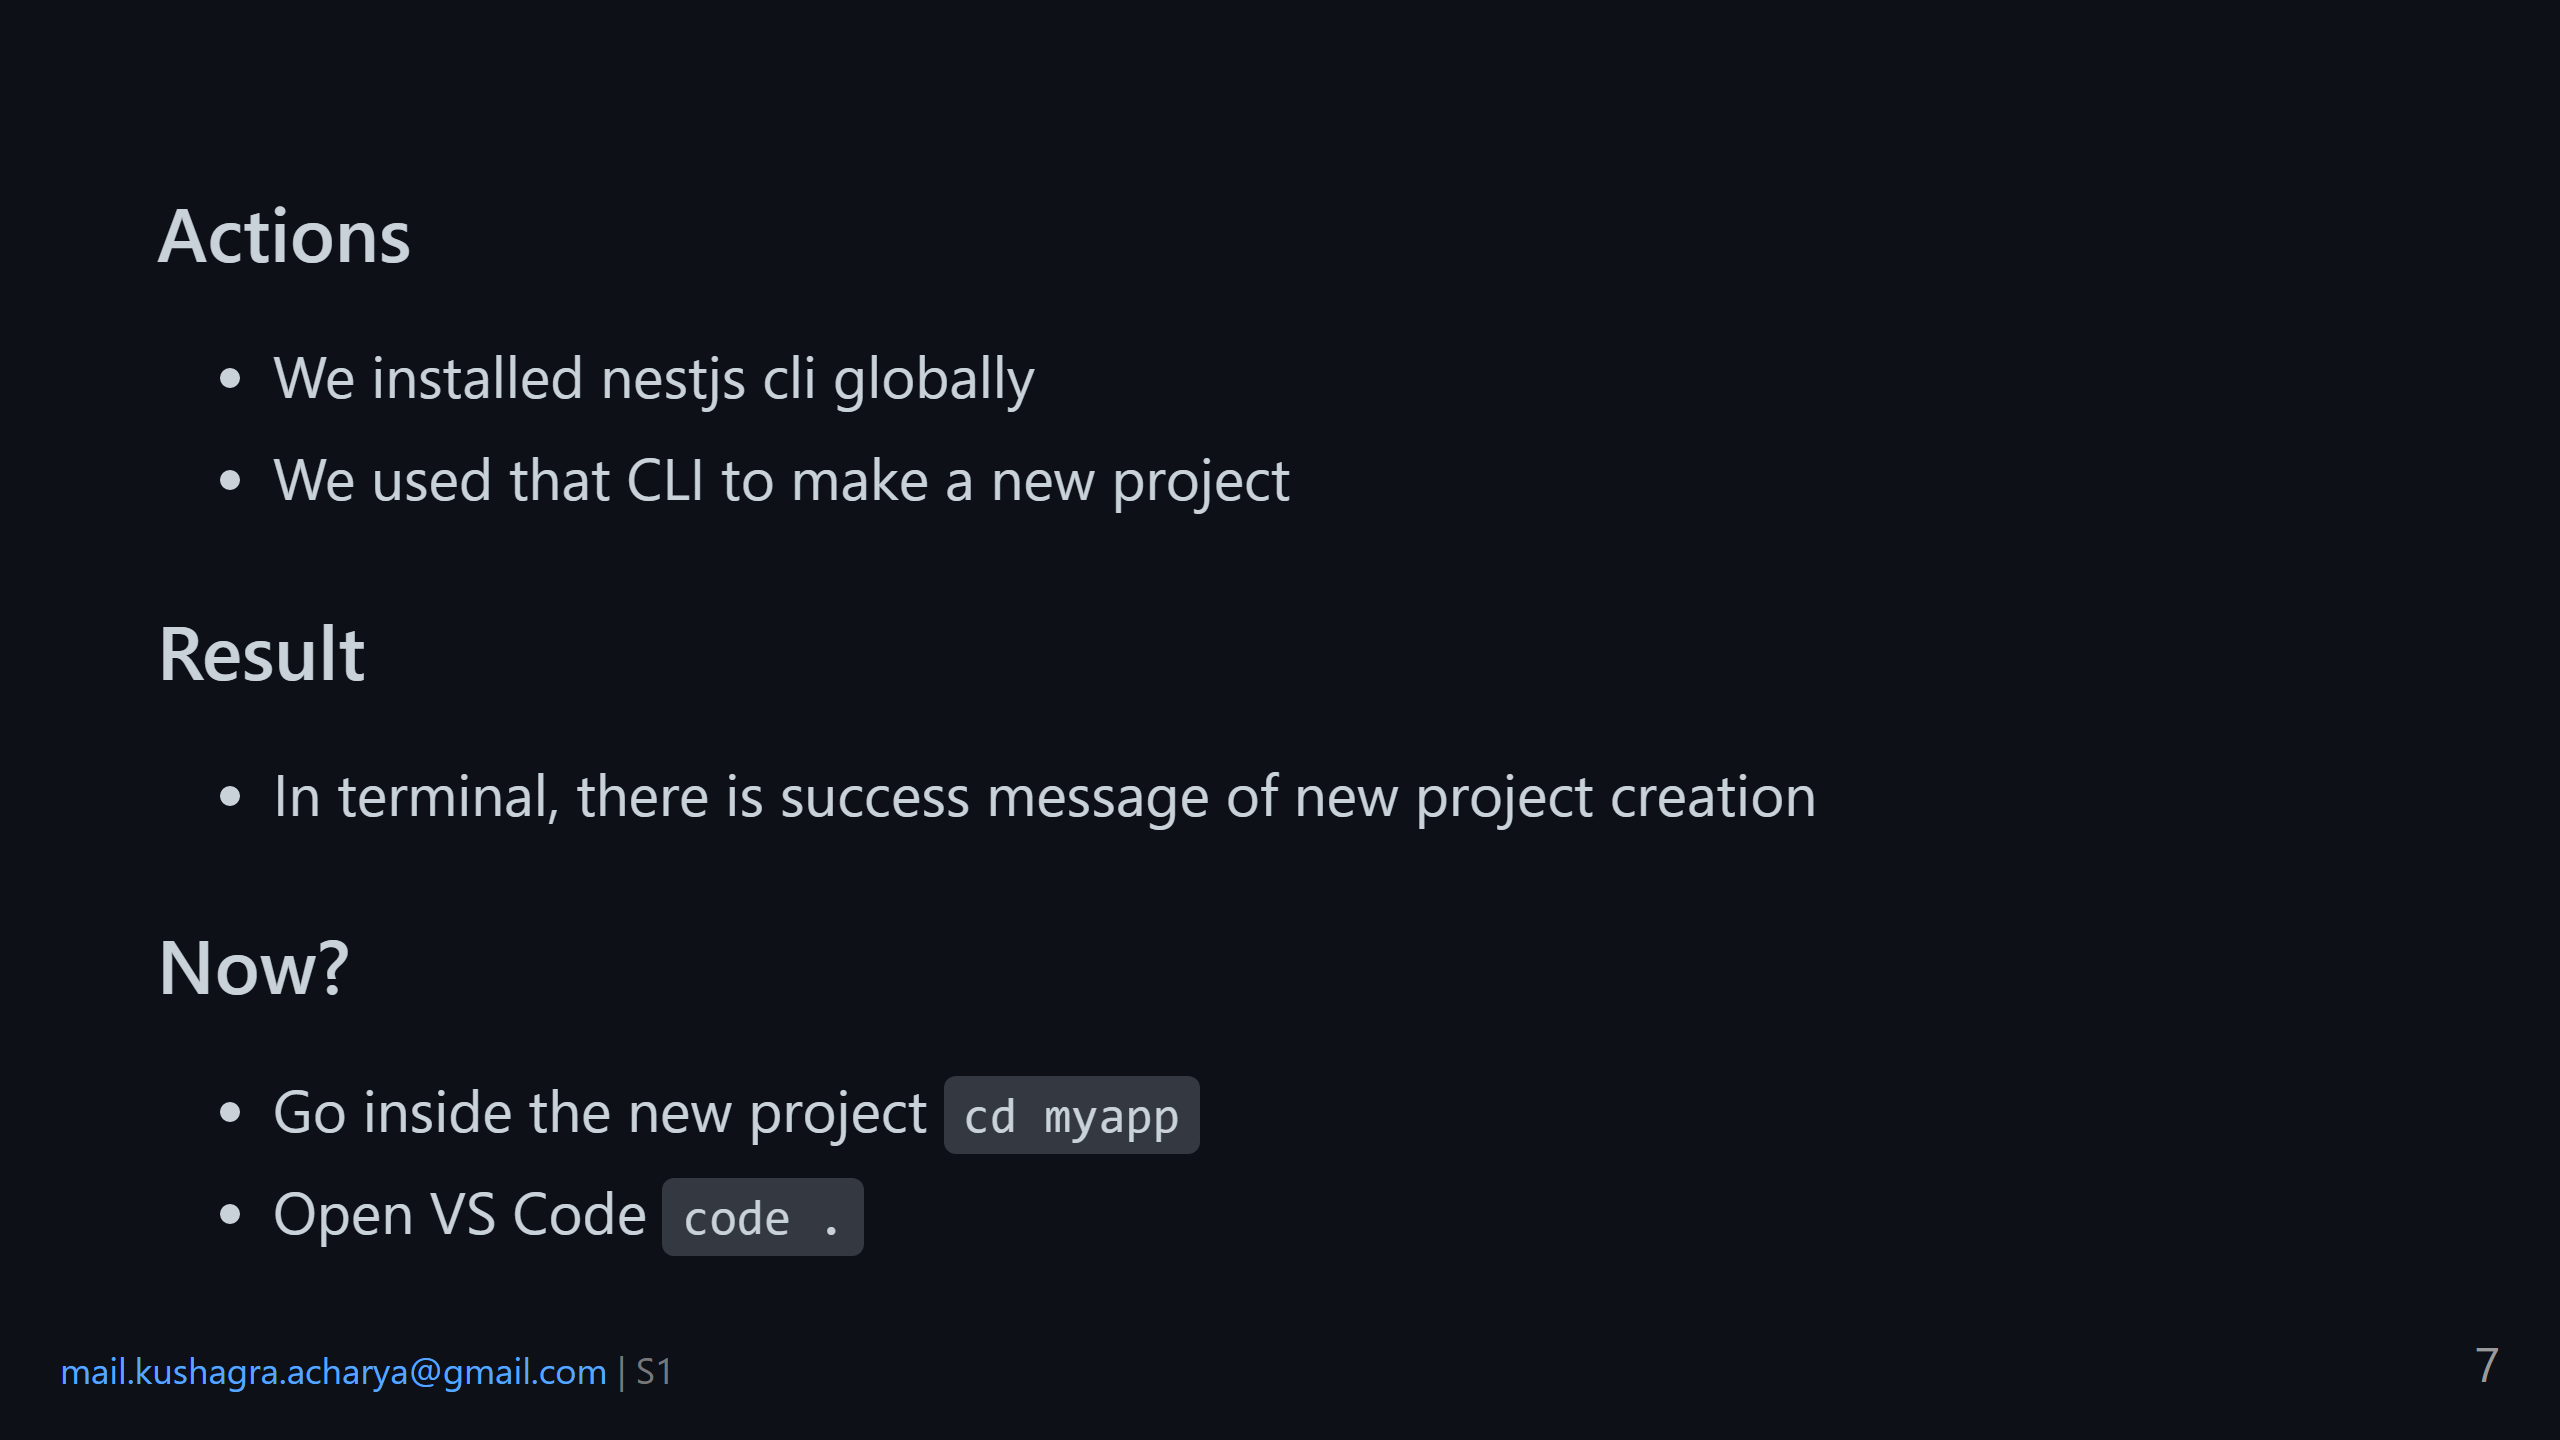 Actions
We installed nestjs cli globally
We used that CLI to make a new project
Result
In terminal, there is success message of new project creation
Now?
Go inside the new project cd myapp
Open VS Code code .
mail.kushagra.acharya@gmail.com | S1
7